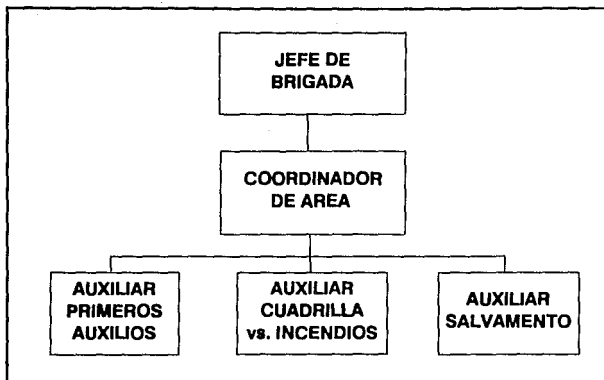 JEFE DE
BRIGADA
COORDINADOR
DE AREA
AUXILIAR
PRIMEROS
AUXILIOS
AUXILIAR
CUADRILLA
vs. INCENDIOS
AUXILIAR
SALVAMENTO